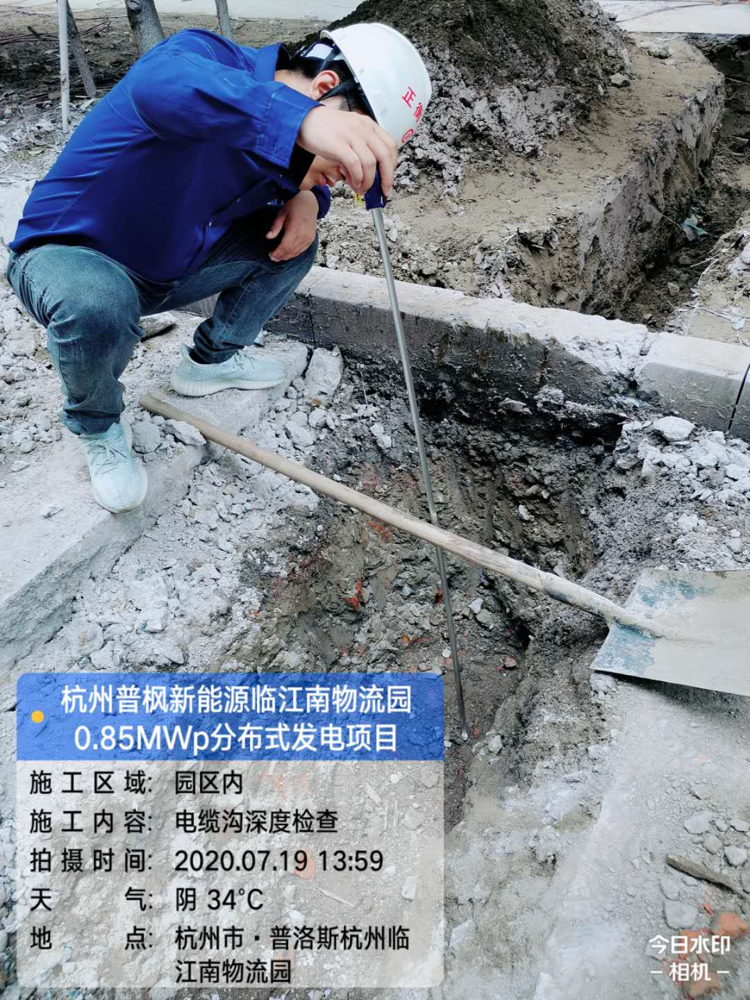 正衡
杭州普枫新能源临江南物流园
0.85MWp分布式发电项目
施工区域: 园区内
施工内容: 电缆沟深度检查
拍摄时间: 2020.07.19 13:59
天气: 阴 34°C
地点: 杭州市·普洛斯杭州临
江南物流园
今日水印
-相机-